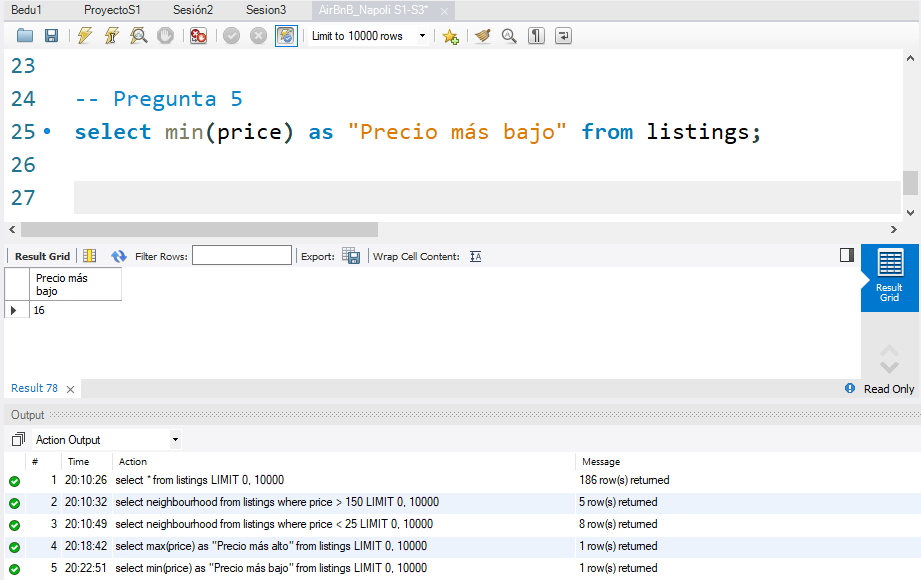 Bedu1 ProyectoS1 Sesión2 Sesion3 AirBnB_Napoli S1-S3*
Limit to 10000 rows
23
24 -- Pregunta 5
25 select min(price) as "Precio más bajo" from listings;
26
27
Result Grid Filter Rows: Export: Wrap Cell Content:
Precio más
bajo
16
Result
Grid
Result 78 Read Only
Output
Action Output
# Time Action Message
1 20:10:26 select * from listings LIMIT 0, 10000 186 row(s) returned
2 20:10:32 select neighbourhood from listings where price > 150 LIMIT 0, 10000 5 row(s) returned
3 20:10:49 select neighbourhood from listings where price < 25 LIMIT 0, 10000 8 row(s) returned
4 20:18:42 select max(price) as "Precio más alto" from listings LIMIT 0, 10000 1 row(s) returned
5 20:22:51 select min(price) as "Precio más bajo" from listings LIMIT 0, 10000 1 row(s) returned